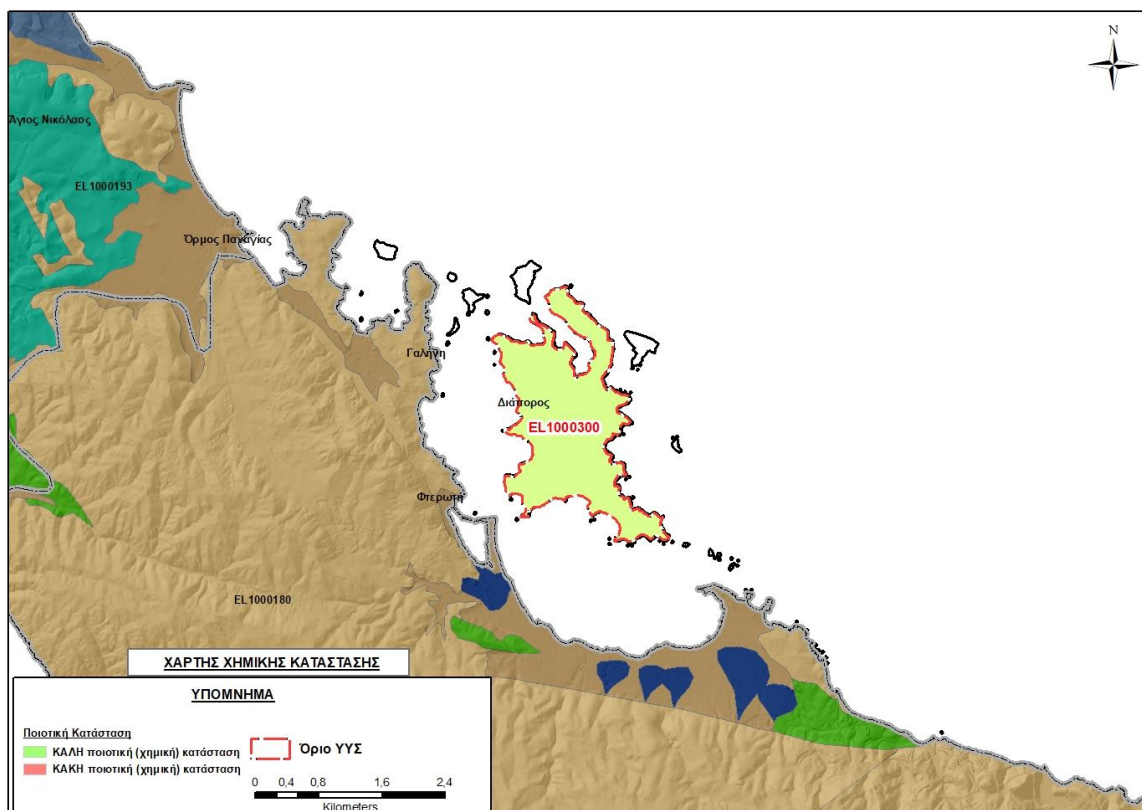 N
Άγιος Νικόλαος
EL1000193
Όρμος Παναγίας
Γαλήνη
Διάπορος
EL1000300
Φτερωτή
EL1000180
ΧΑΡΤΗΣ ΧΗΜΙΚΗΣ ΚΑΤΑΣΤΑΣΗΣ
ΥΠΟΜΝΗΜΑ
Ποιοτική Κατάσταση
ΚΑΛΗ ποιοτική (χημική) κατάσταση
ΚΑΚΗ ποιοτική (χημική) κατάσταση
Όριο ΥΥΣ
0 0,4 0,8 1,6 2,4
Kilometers